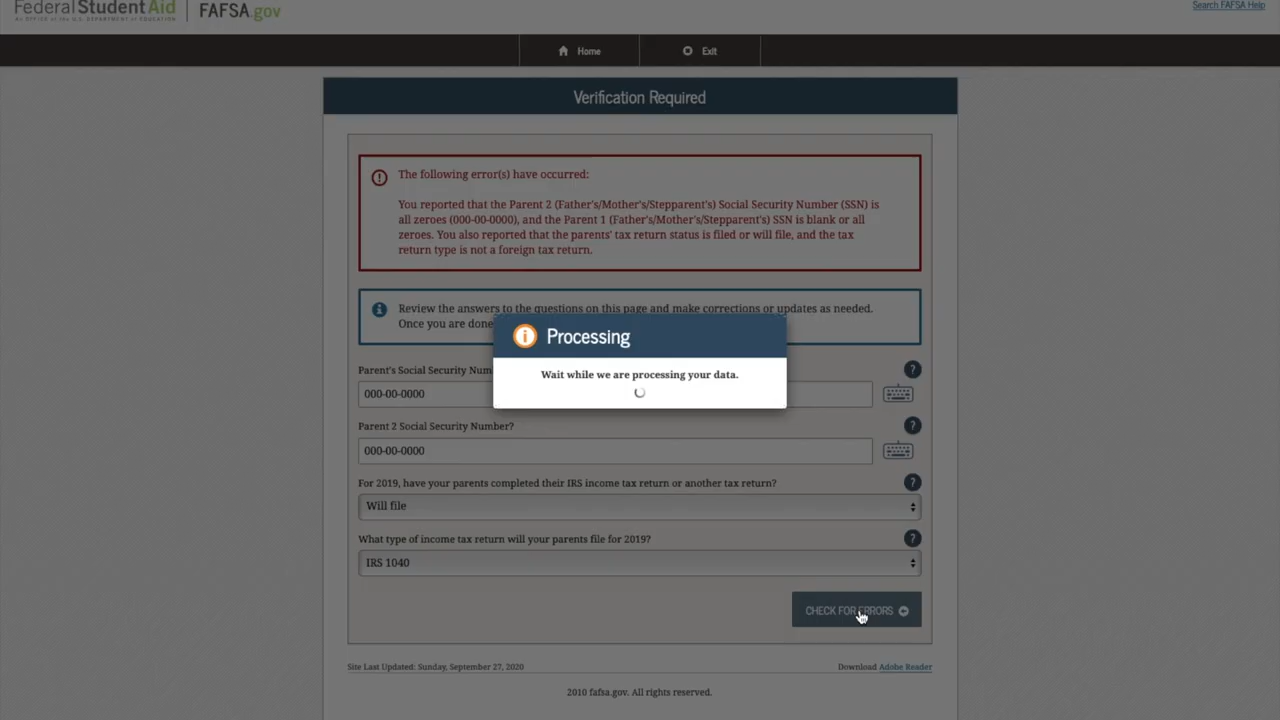 FederalStudentAid
An OFFICE of the U.S. DEPARTMENT of EDUCATION
FAFSA.gov
Search FAFSA Help
Home
Exit
Verification Required
The following error(s) have occurred:
You reported that the Parent 2 (Father's/Mother's/Stepparent's) Social Security Number (SSN) is
all zeroes (000-00-0000), and the Parent 1 (Father's/Mother's/Stepparent's) SSN is blank or all
zeroes. You also reported that the parents' tax return status is filed or will file, and the tax
return type is not a foreign tax return.
Review the answers to the questions on this page and make corrections or updates as needed.
Once you are done
Processing
Wait while we are processing your data.
Parent's Social Security
000-00-0000
Parent 2 Social Security Number?
000-00-0000
For 2019, have your parents completed their IRS income tax return or another tax return?
Will file
What type of income tax return will your parents file for 2019?
IRS 1040
CHECK FOR ERRORS
Site Last Updated: Sunday, September 27, 2020
Download Adobe Reader
2010 fafsa.gov. All rights reserved.